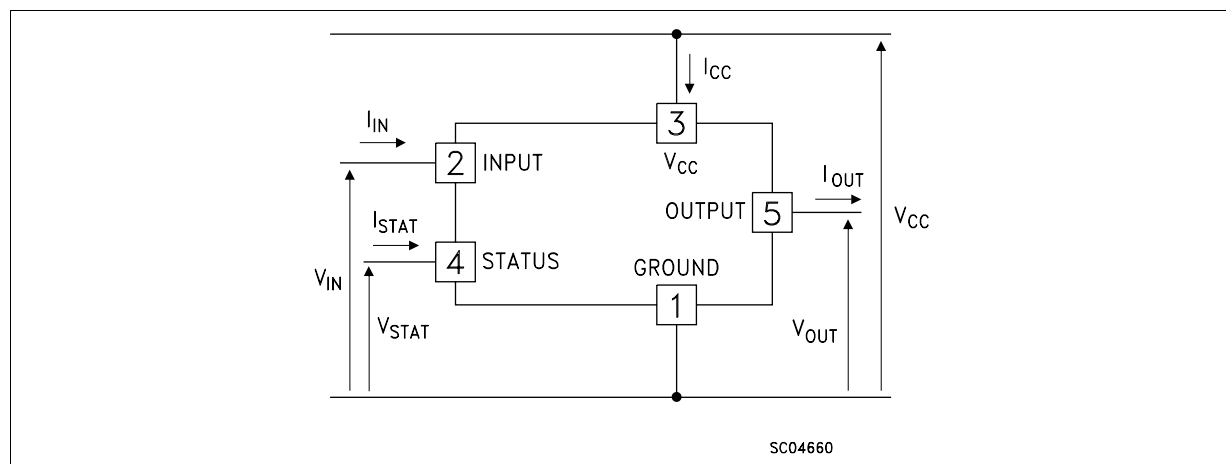 I_CC
3
V_CC
I_IN
2 INPUT
I_OUT
OUTPUT 5
V_CC
I_STAT
4 STATUS
V_IN
GROUND
1
V_STAT
V_OUT
SC04660